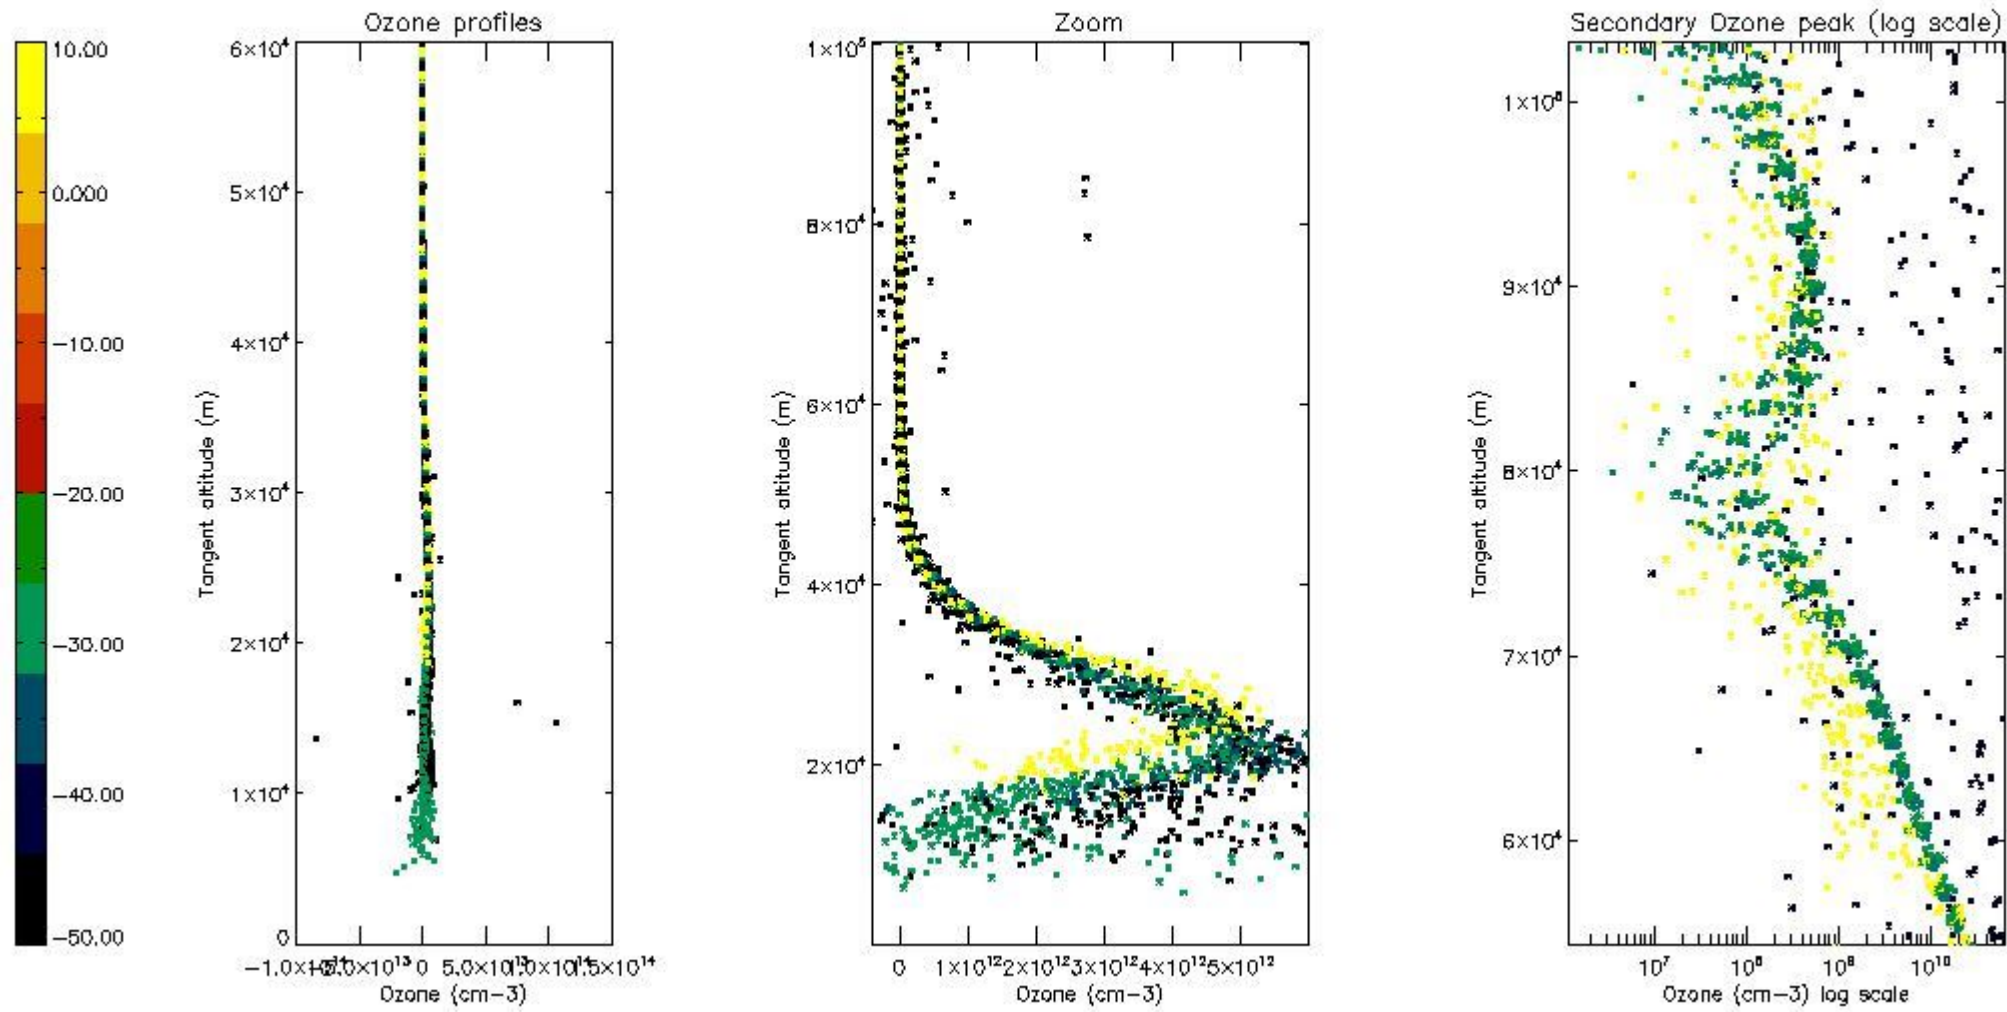 Ozone profiles
Zoom
Secondary Ozone peak (log scale)
10.00
0.000
−10.00
−20.00
−30.00
−40.00
−50.00
6×10⁴
5×10⁴
4×10⁴
3×10⁴
2×10⁴
1×10⁴
0
Tangent altitude (m)
0
Ozone (cm−3)
1×10⁵
8×10⁴
6×10⁴
4×10⁴
2×10⁴
Tangent altitude (m)
0 1×10¹² 2×10¹² 3×10¹² 4×10¹² 5×10¹²
Ozone (cm−3)
9×10⁴
8×10⁴
7×10⁴
6×10⁴
Tangent altitude (m)
10⁷ 10⁸ 10⁹ 10¹⁰
Ozone (cm−3) log scale